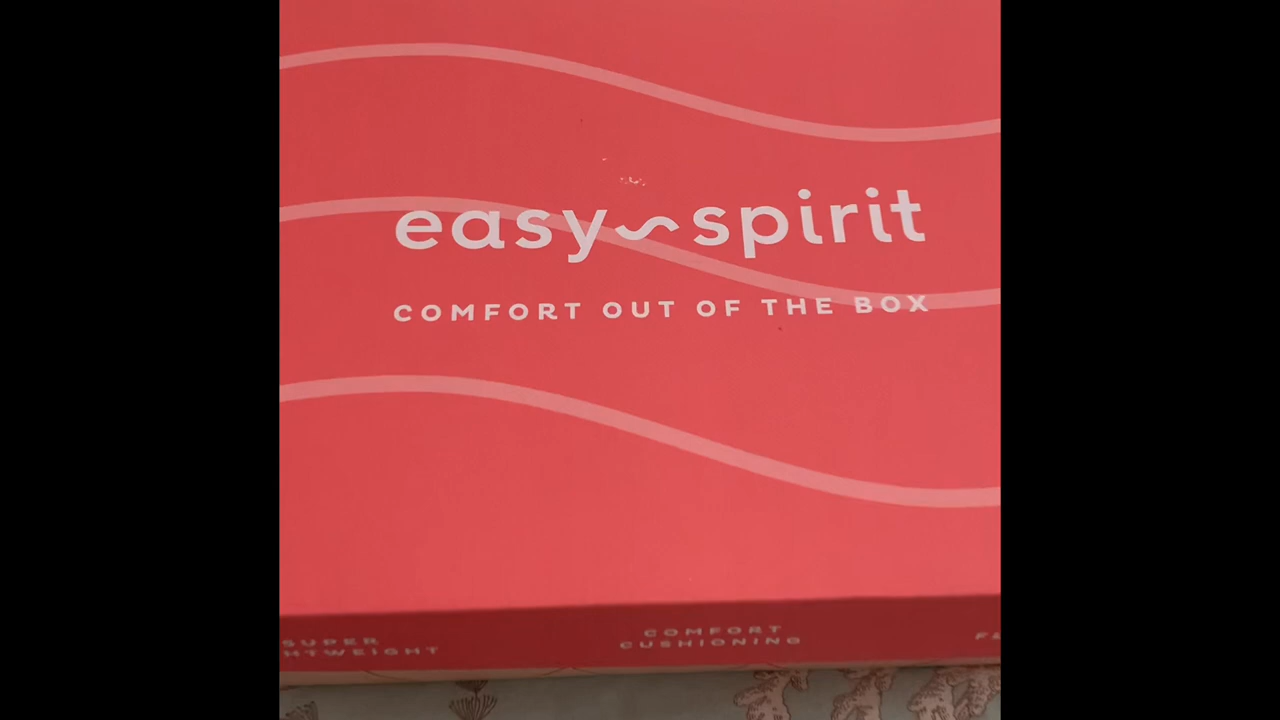 easy~spirit
COMFORT OUT OF THE BOX
SUPER
COMFORT
CUSHIONING